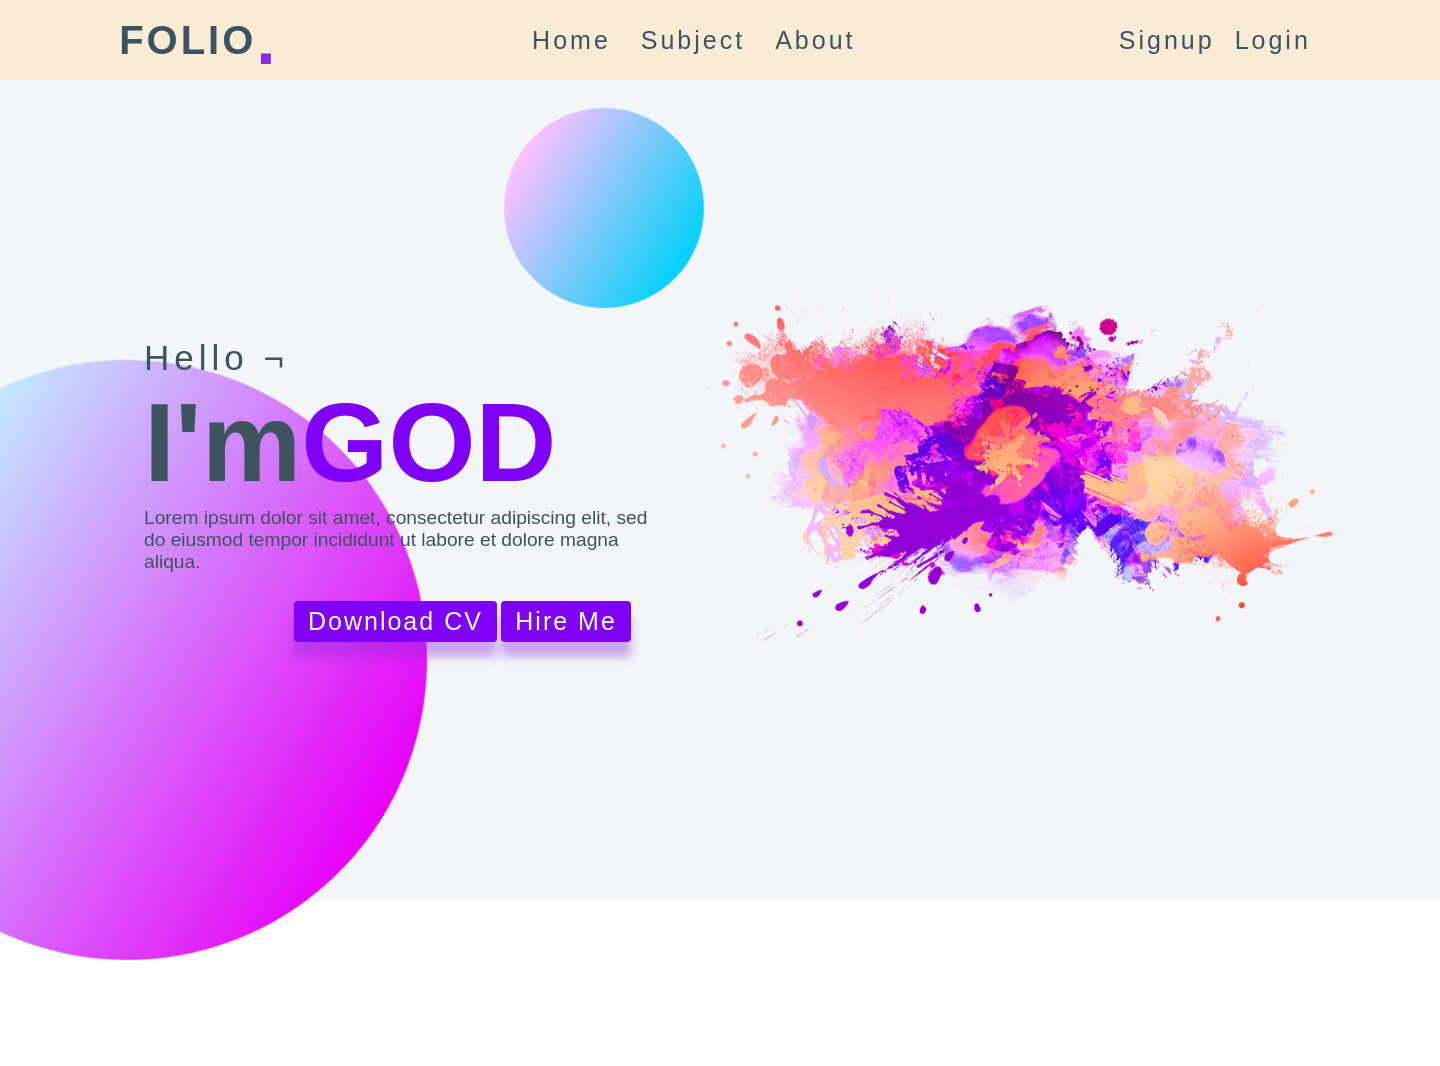 FOLIO.
Home Subject About
Signup Login
Hello ¬
I'mGOD
Lorem ipsum dolor sit amet, consectetur adipiscing elit, sed
do eiusmod tempor incididunt ut labore et dolore magna
aliqua.
Download CV Hire Me